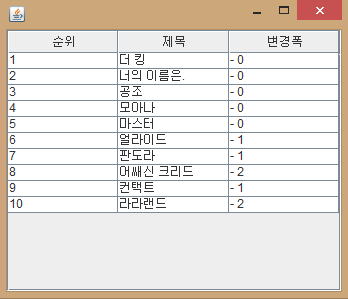 순위 제목 변경폭
1 더 킹 - 0
2 너의 이름은. - 0
3 공조 - 0
4 모아나 - 0
5 마스터 - 0
6 얼라이드 - 1
7 판도라 - 1
8 어쌔신 크리드 - 2
9 컨택트 - 1
10 라라랜드 - 2